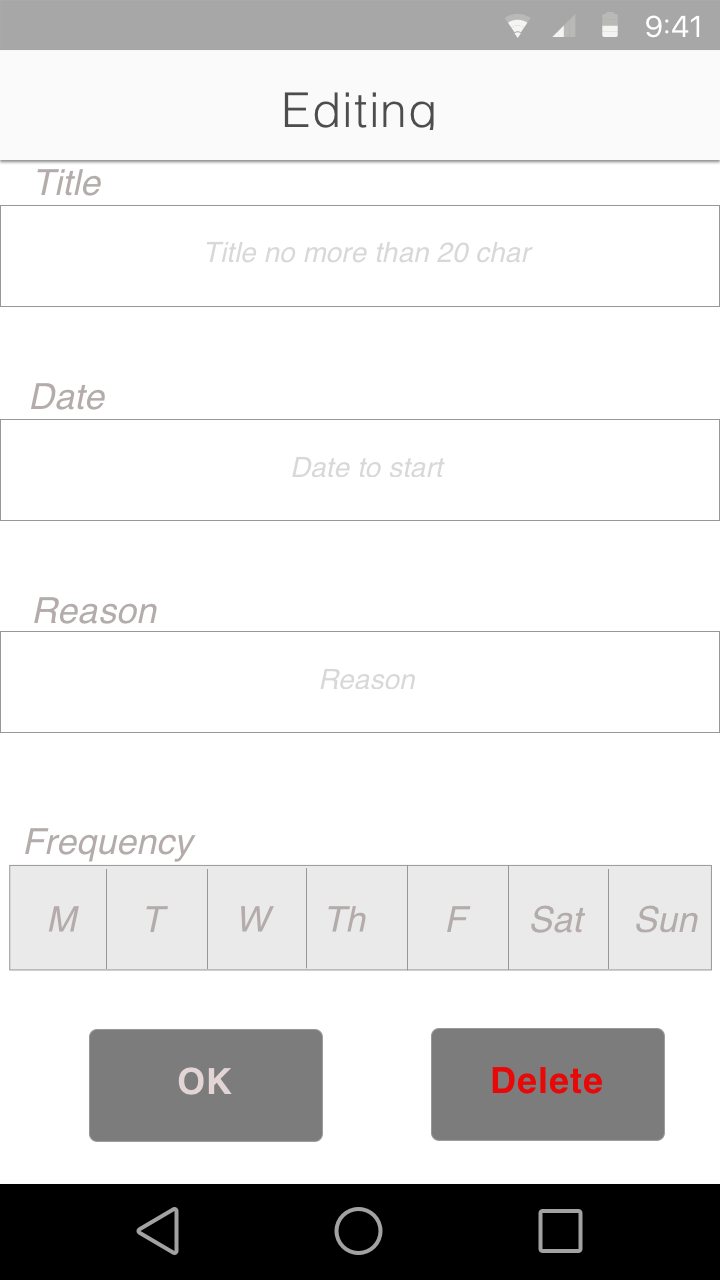 9:41
Editing
Title
Title no more than 20 char
Date
Date to start
Reason
Reason
Frequency
M T W Th F Sat Sun
OK Delete